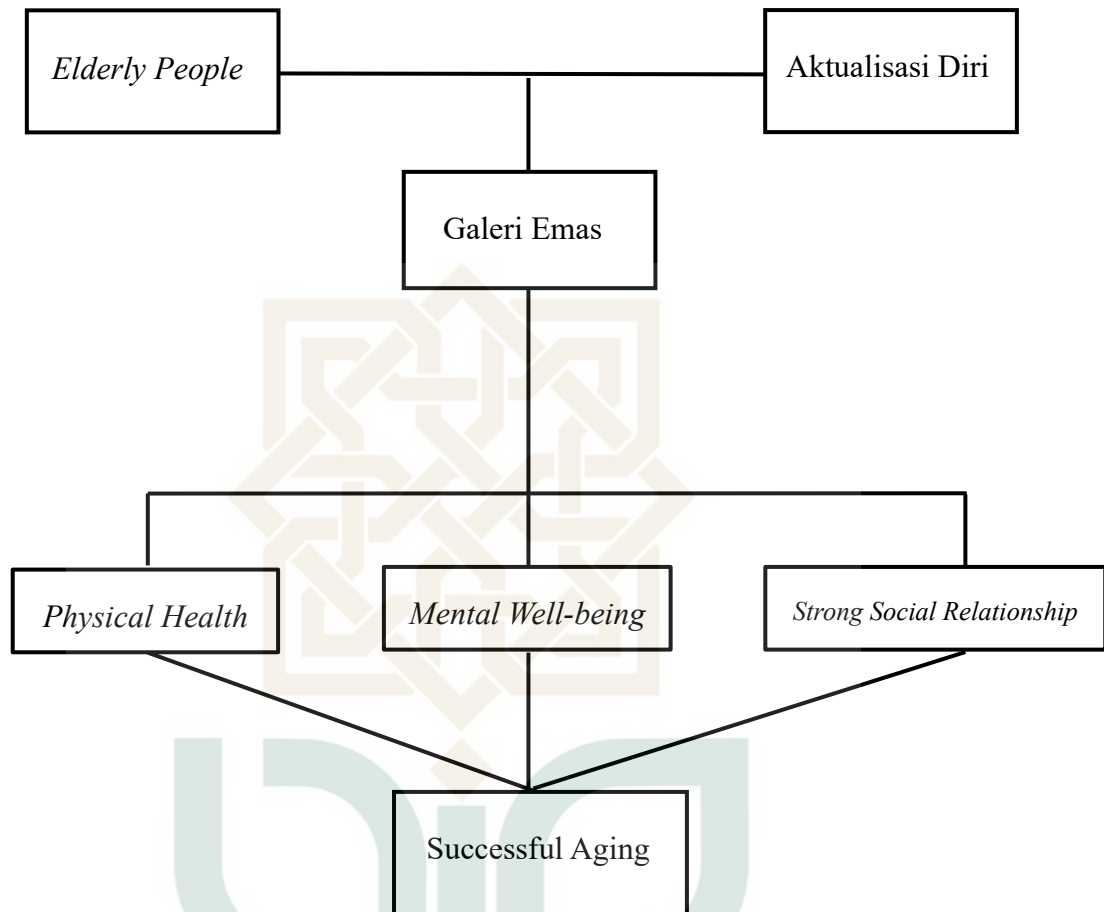 Elderly People
Aktualisasi Diri
Galeri Emas
Physical Health
Mental Well-being
Strong Social Relationship
Successful Aging